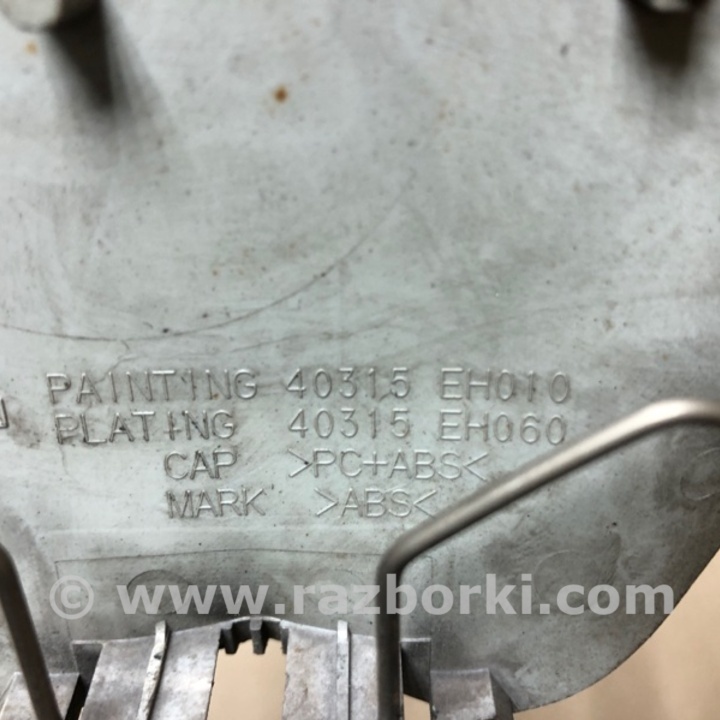 PAINTING 40315 EH010
PLATING 40315 EH060
CAP >PC+ABS<
MARK >ABS<
© www.razborki.com